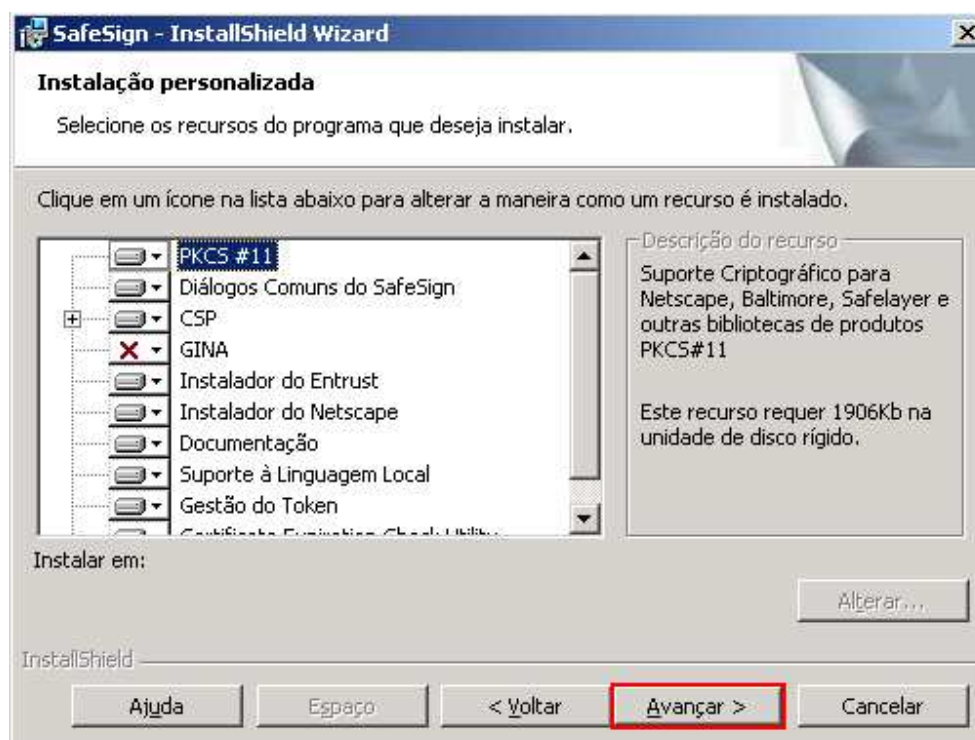 SafeSign - InstallShield Wizard
Instalação personalizada
Selecione os recursos do programa que deseja instalar.
Clique em um ícone na lista abaixo para alterar a maneira como um recurso é instalado.
PKCS #11
Diálogos Comuns do SafeSign
CSP
GINA
Instalador do Entrust
Instalador do Netscape
Documentação
Suporte à Linguagem Local
Gestão do Token
Certificate Expiration Check Utility
Descrição do recurso
Suporte Criptográfico para
Netscape, Baltimore, Safelayer e
outras bibliotecas de produtos
PKCS#11
Este recurso requer 1906Kb na
unidade de disco rígido.
Instalar em:
Alterar...
InstallShield
Ajuda
Espaço
< Voltar
Avançar >
Cancelar